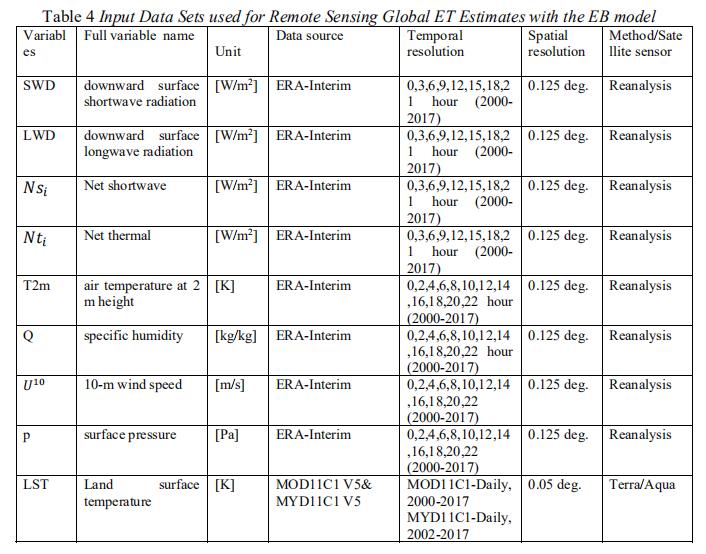 Table 4 Input Data Sets used for Remote Sensing Global ET Estimates with the EB model
Variabl es | Full variable name | Unit | Data source | Temporal resolution | Spatial resolution | Method/Sate llite sensor
SWD | downward surface shortwave radiation | [W/m²] | ERA-Interim | 0,3,6,9,12,15,18,2 1 hour (2000- 2017) | 0.125 deg. | Reanalysis
LWD | downward surface longwave radiation | [W/m²] | ERA-Interim | 0,3,6,9,12,15,18,2 1 hour (2000- 2017) | 0.125 deg. | Reanalysis
Nsᵢ | Net shortwave | [W/m²] | ERA-Interim | 0,3,6,9,12,15,18,2 1 hour (2000- 2017) | 0.125 deg. | Reanalysis
Ntᵢ | Net thermal | [W/m²] | ERA-Interim | 0,3,6,9,12,15,18,2 1 hour (2000- 2017) | 0.125 deg. | Reanalysis
T2m | air temperature at 2 m height | [K] | ERA-Interim | 0,2,4,6,8,10,12,14 ,16,18,20,22 hour (2000-2017) | 0.125 deg. | Reanalysis
Q | specific humidity | [kg/kg] | ERA-Interim | 0,2,4,6,8,10,12,14 ,16,18,20,22 hour (2000-2017) | 0.125 deg. | Reanalysis
U¹⁰ | 10-m wind speed | [m/s] | ERA-Interim | 0,2,4,6,8,10,12,14 ,16,18,20,22 (2000-2017) | 0.125 deg. | Reanalysis
p | surface pressure | [Pa] | ERA-Interim | 0,2,4,6,8,10,12,14 ,16,18,20,22 (2000-2017) | 0.125 deg. | Reanalysis
LST | Land surface temperature | [K] | MOD11C1 V5& MYD11C1 V5 | MOD11C1-Daily, 2000-2017 MYD11C1-Daily, 2002-2017 | 0.05 deg. | Terra/Aqua